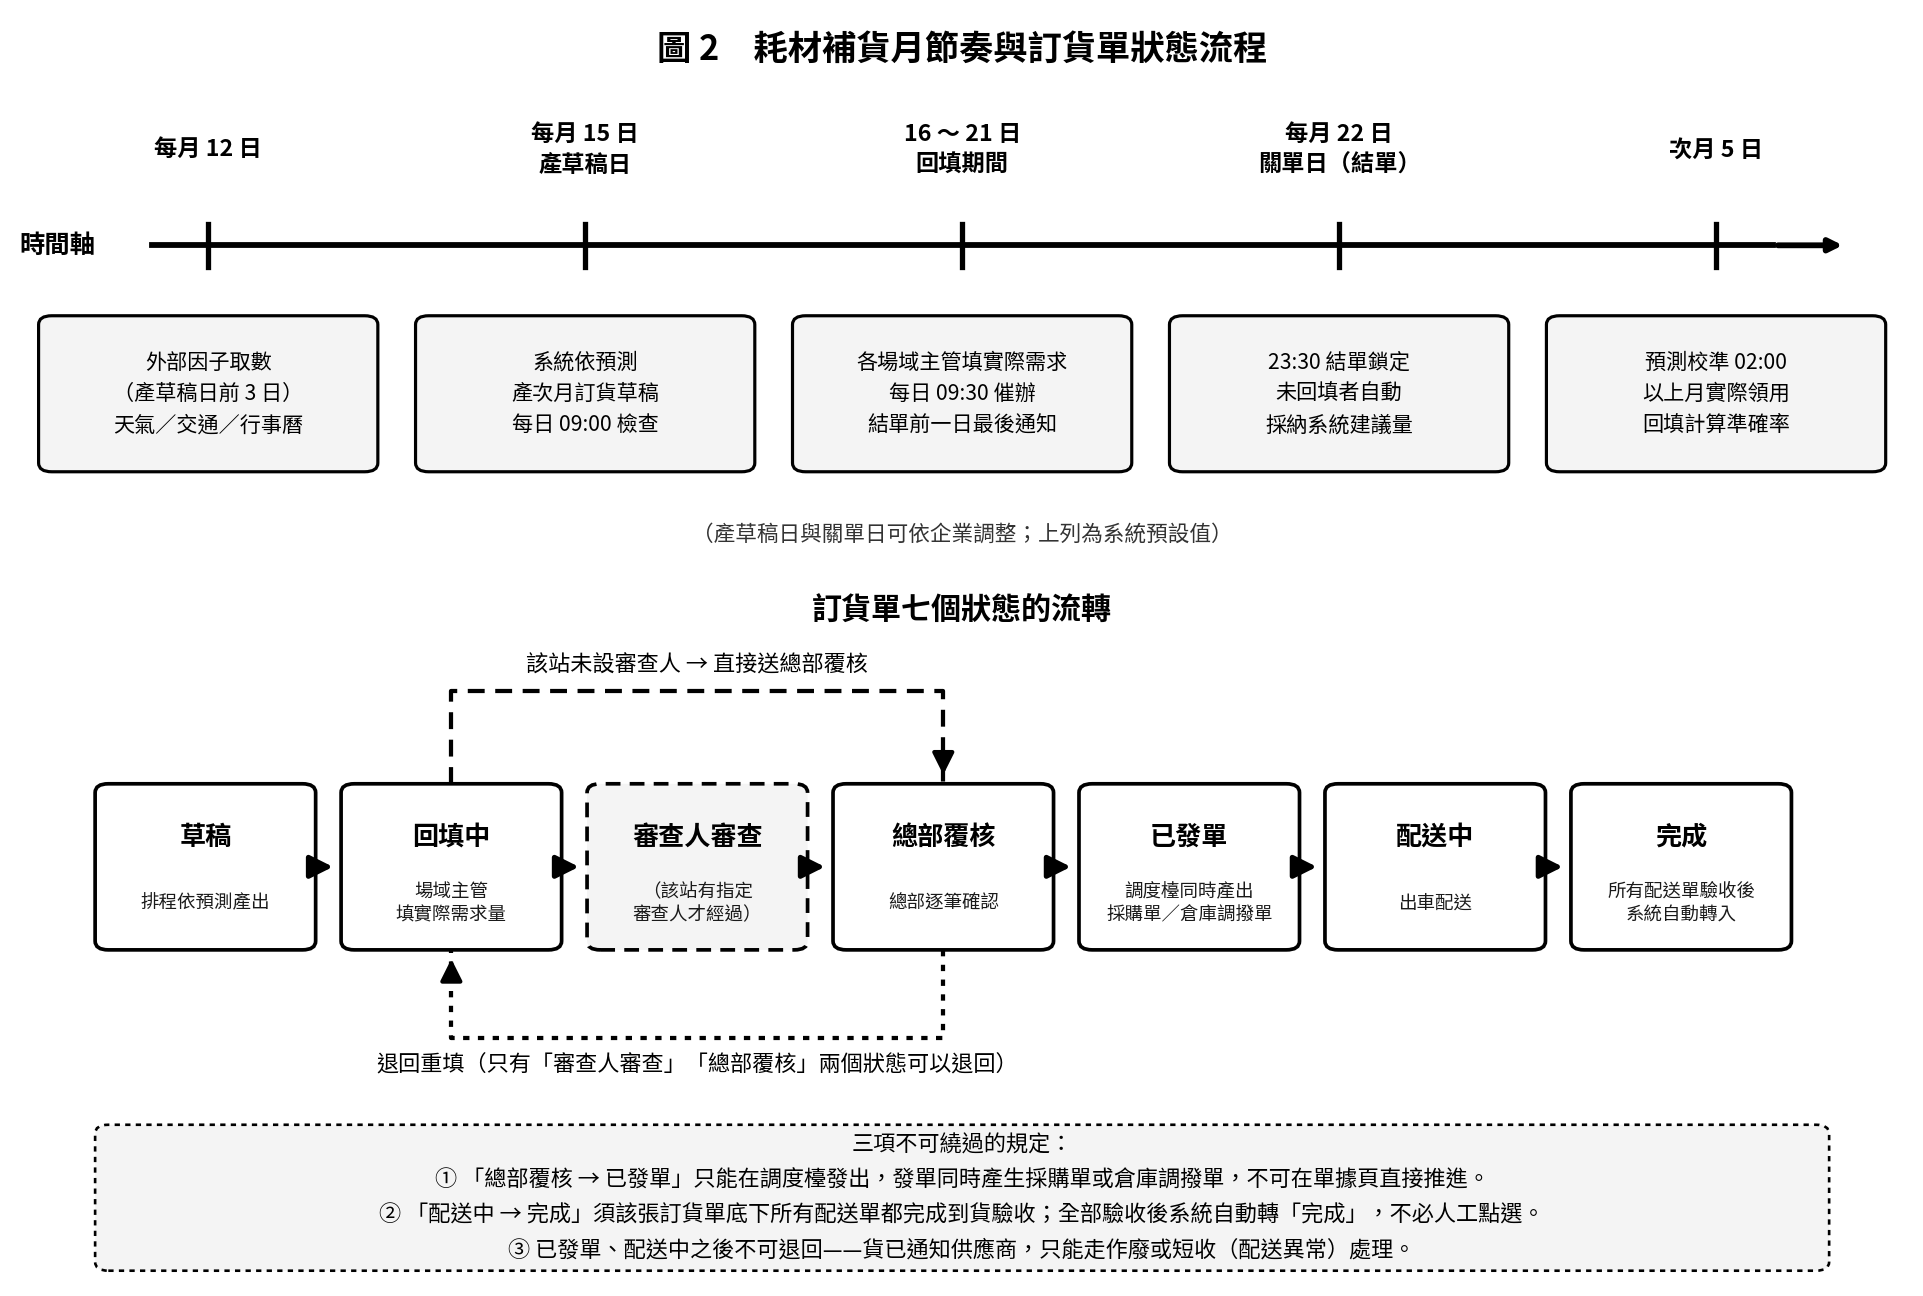 圖 2　耗材補貨月節奏與訂貨單狀態流程
每月 12 日
每月 15 日
產草稿日
16 ～ 21 日
回填期間
每月 22 日
關單日（結單）
次月 5 日
時間軸
外部因子取數
（產草稿日前 3 日）
天氣／交通／行事曆
系統依預測
產次月訂貨草稿
每日 09:00 檢查
各場域主管填實際需求
每日 09:30 催辦
結單前一日最後通知
23:30 結單鎖定
未回填者自動
採納系統建議量
預測校準 02:00
以上月實際領用
回填計算準確率
（產草稿日與關單日可依企業調整；上列為系統預設值）
訂貨單七個狀態的流轉
該站未設審查人 → 直接送總部覆核
草稿
排程依預測產出
回填中
場域主管
填實際需求量
審查人審查
（該站有指定
審查人才經過）
總部覆核
總部逐筆確認
已發單
調度檯同時產出
採購單／倉庫調撥單
配送中
出車配送
完成
所有配送單驗收後
系統自動轉入
退回重填（只有「審查人審查」「總部覆核」兩個狀態可以退回）
三項不可繞過的規定：
① 「總部覆核 → 已發單」只能在調度檯發出，發單同時產生採購單或倉庫調撥單，不可在單據頁直接推進。
② 「配送中 → 完成」須該張訂貨單底下所有配送單都完成到貨驗收；全部驗收後系統自動轉「完成」，不必人工點選。
③ 已發單、配送中之後不可退回——貨已通知供應商，只能走作廢或短收（配送異常）處理。